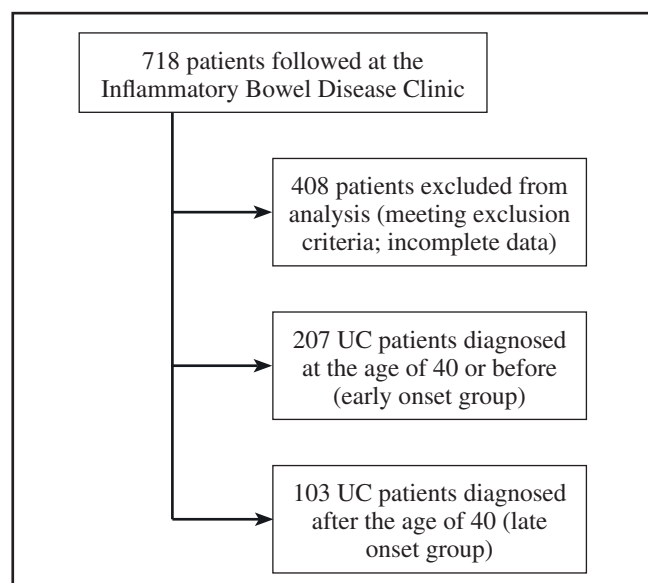 718 patients followed at the
Inflammatory Bowel Disease Clinic
408 patients excluded from
analysis (meeting exclusion
criteria; incomplete data)
207 UC patients diagnosed
at the age of 40 or before
(early onset group)
103 UC patients diagnosed
after the age of 40 (late
onset group)